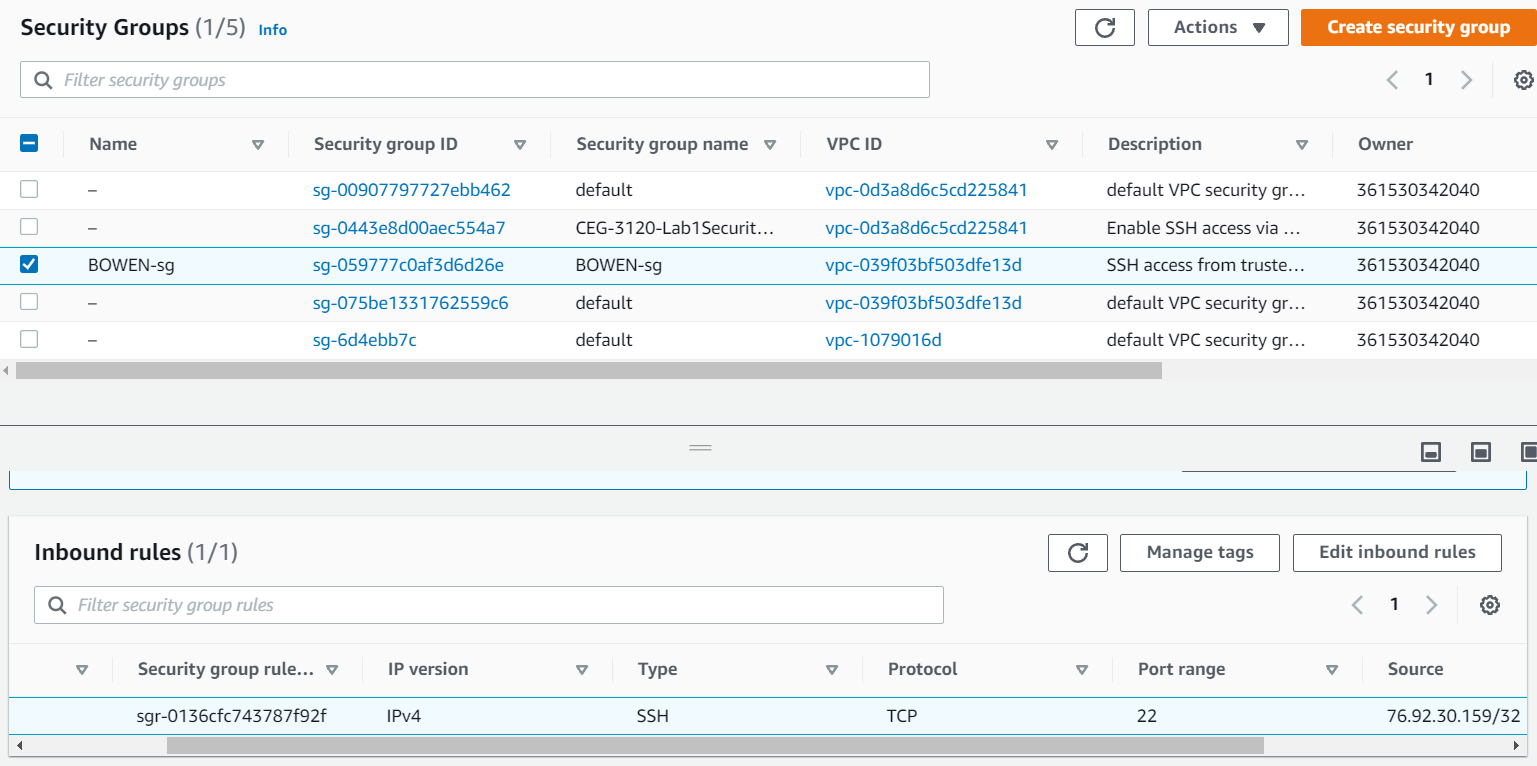 Security Groups (1/5) Info Actions Create security group
Filter security groups 1
Name Security group ID Security group name VPC ID Description Owner
– sg-00907797727ebb462 default vpc-0d3a8d6c5cd225841 default VPC security gr... 361530342040
– sg-0443e8d00aec554a7 CEG-3120-Lab1Securit... vpc-0d3a8d6c5cd225841 Enable SSH access via ... 361530342040
BOWEN-sg sg-059777c0af3d6d26e BOWEN-sg vpc-039f03bf503dfe13d SSH access from truste... 361530342040
– sg-075be1331762559c6 default vpc-039f03bf503dfe13d default VPC security gr... 361530342040
– sg-6d4ebb7c default vpc-1079016d default VPC security gr... 361530342040
Inbound rules (1/1) Manage tags Edit inbound rules
Filter security group rules 1
Security group rule... IP version Type Protocol Port range Source
sgr-0136cfc743787f92f IPv4 SSH TCP 22 76.92.30.159/32